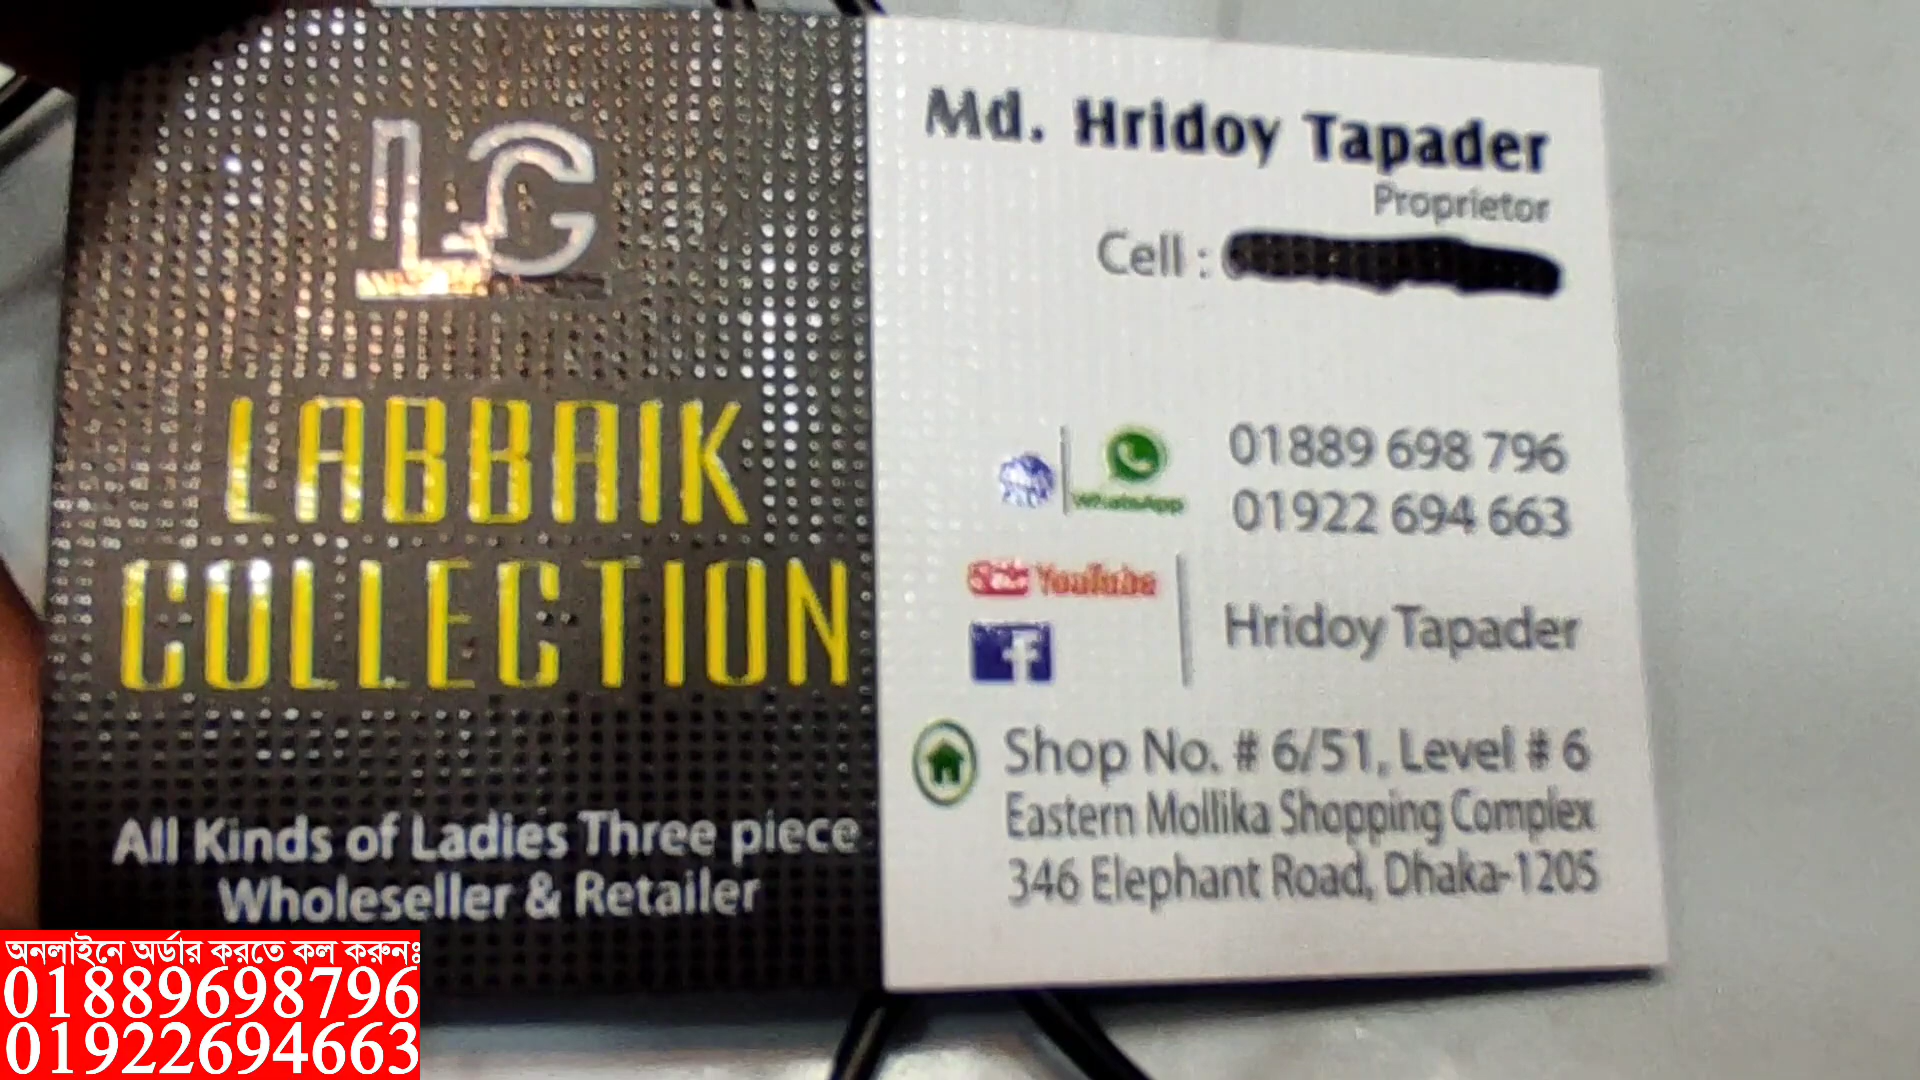 LG
LABBAIK
COLLECTION
All Kinds of Ladies Three piece
Wholeseller & Retailer
Md. Hridoy Tapader
Proprietor
Cell :
WhatsApp
01889 698 796
01922 694 663
YouTube
f
Hridoy Tapader
Shop No. # 6/51, Level # 6
Eastern Mollika Shopping Complex
346 Elephant Road, Dhaka-1205
অনলাইনে অর্ডার করতে কল করুনঃ
01889698796
01922694663